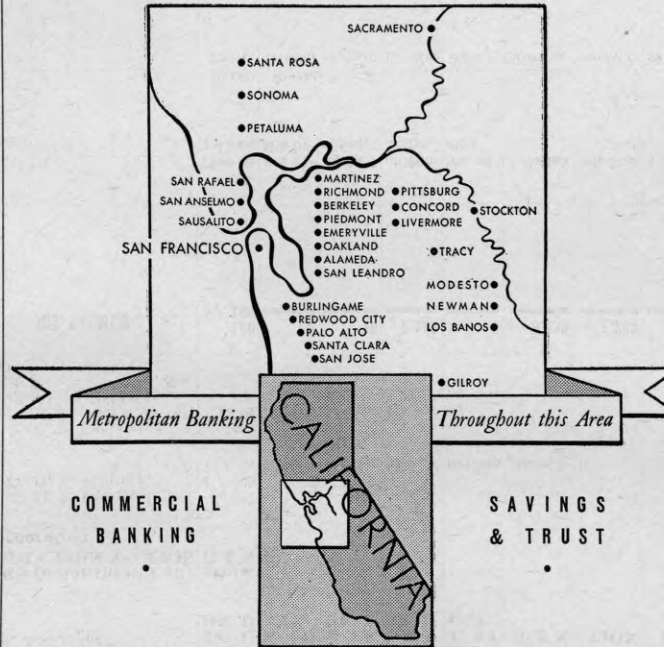 SACRAMENTO
SANTA ROSA
SONOMA
PETALUMA
SAN RAFAEL
SAN ANSELMO
SAUSALITO
SAN FRANCISCO
MARTINEZ
RICHMOND
BERKELEY
PIEDMONT
EMERYVILLE
OAKLAND
ALAMEDA
SAN LEANDRO
PITTSBURG
CONCORD
LIVERMORE
STOCKTON
TRACY
MODESTO
NEWMAN
LOS BANOS
BURLINGAME
REDWOOD CITY
PALO ALTO
SANTA CLARA
SAN JOSE
GILROY
Metropolitan Banking
Throughout this Area
CALIFORNIA
COMMERCIAL
BANKING
SAVINGS
& TRUST